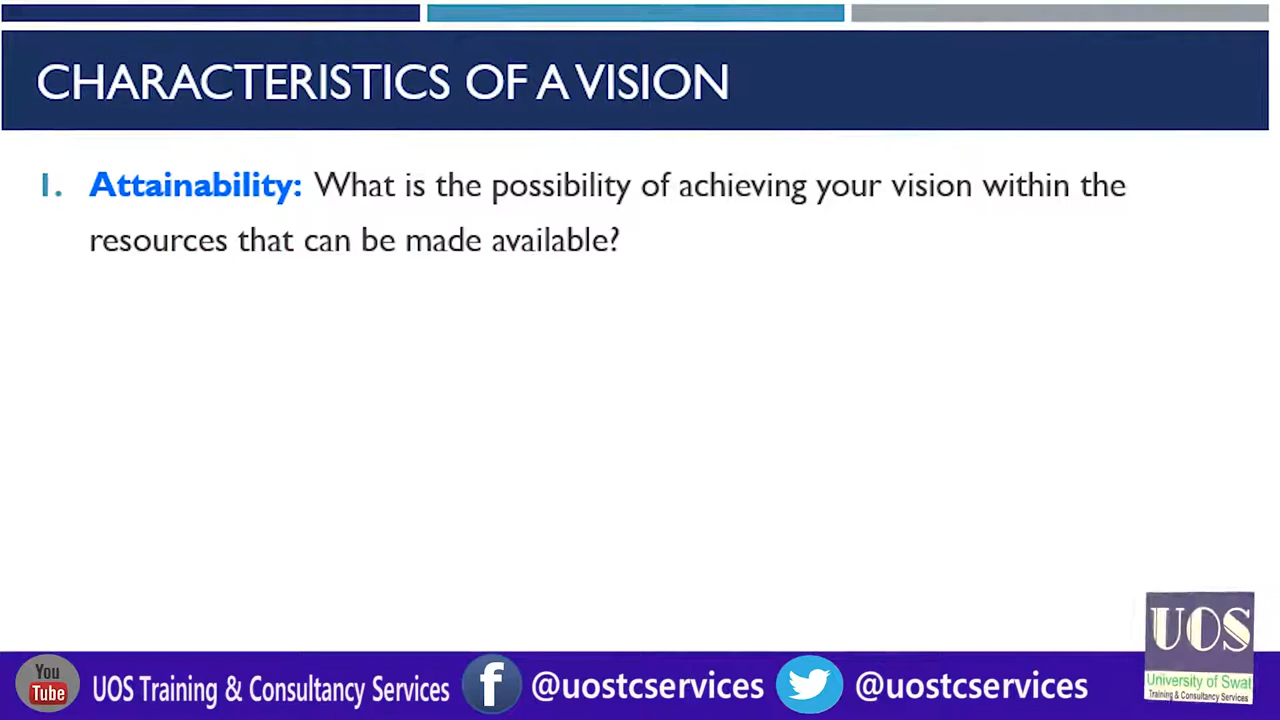 CHARACTERISTICS OF A VISION
1. Attainability: What is the possibility of achieving your vision within the
resources that can be made available?
UOS
University of Swat
Training & Consultancy Services
You
Tube
UOS Training & Consultancy Services
f
@uostcservices
@uostcservices